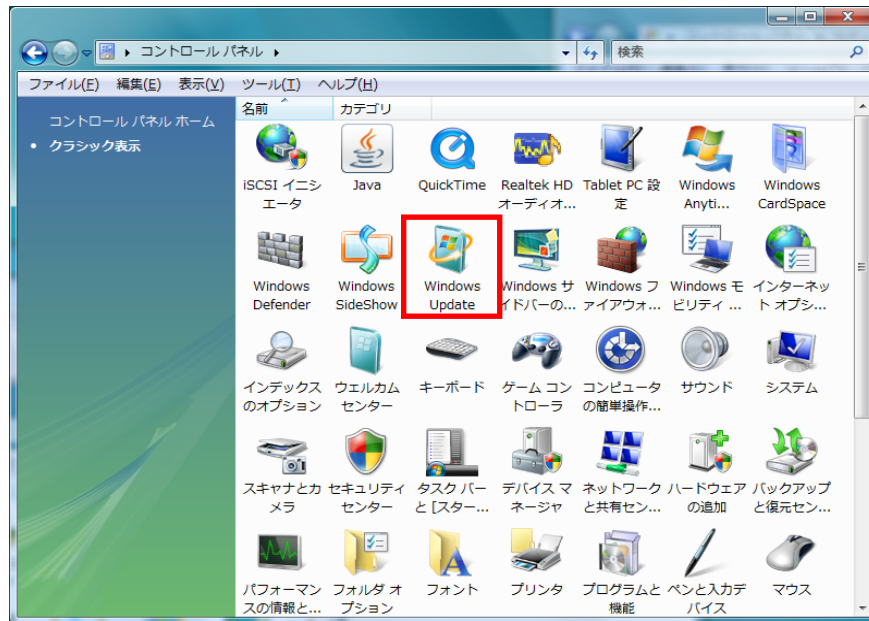 コントロール パネル
検索
ファイル(F) 編集(E) 表示(V) ツール(T) ヘルプ(H)
コントロール パネル ホーム
• クラシック表示
名前 カテゴリ
iSCSI イニシ Java QuickTime Realtek HD Tablet PC 設 Windows Windows
エータ オーディオ... 定 Anyti... CardSpace
Windows Windows Windows Windows サ Windows フ Windows モ インターネッ
Defender SideShow Update イドバーの... ァイアウォ... ビリティ ... ト オプシ...
インデックス ウェルカム キーボード ゲーム コン コンピュータ サウンド システム
のオプション センター トローラ の簡単操作...
スキャナとカ セキュリティ タスク バー デバイス マ ネットワーク ハードウェア バックアップ
メラ センター と [スター... ネージャ と共有セン... の追加 と復元セン...
パフォーマン フォルダ オ フォント プリンタ プログラムと ペンと入力デ マウス
スの情報と... プション 機能 バイス